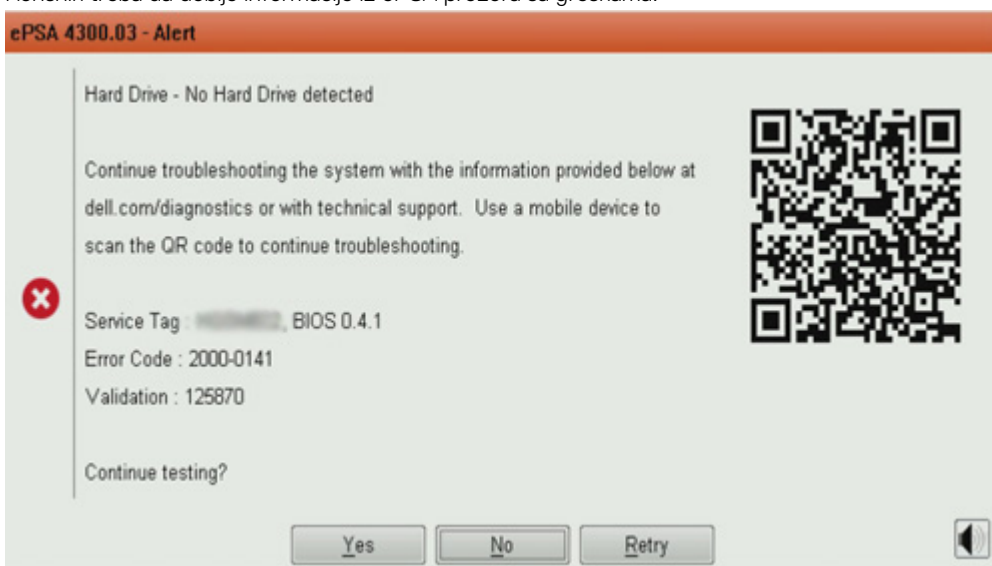 ePSA 4300.03 - Alert
Hard Drive - No Hard Drive detected
Continue troubleshooting the system with the information provided below at
dell.com/diagnostics or with technical support. Use a mobile device to
scan the QR code to continue troubleshooting.
Service Tag : , BIOS 0.4.1
Error Code : 2000-0141
Validation : 125870
Continue testing?
Yes
No
Retry